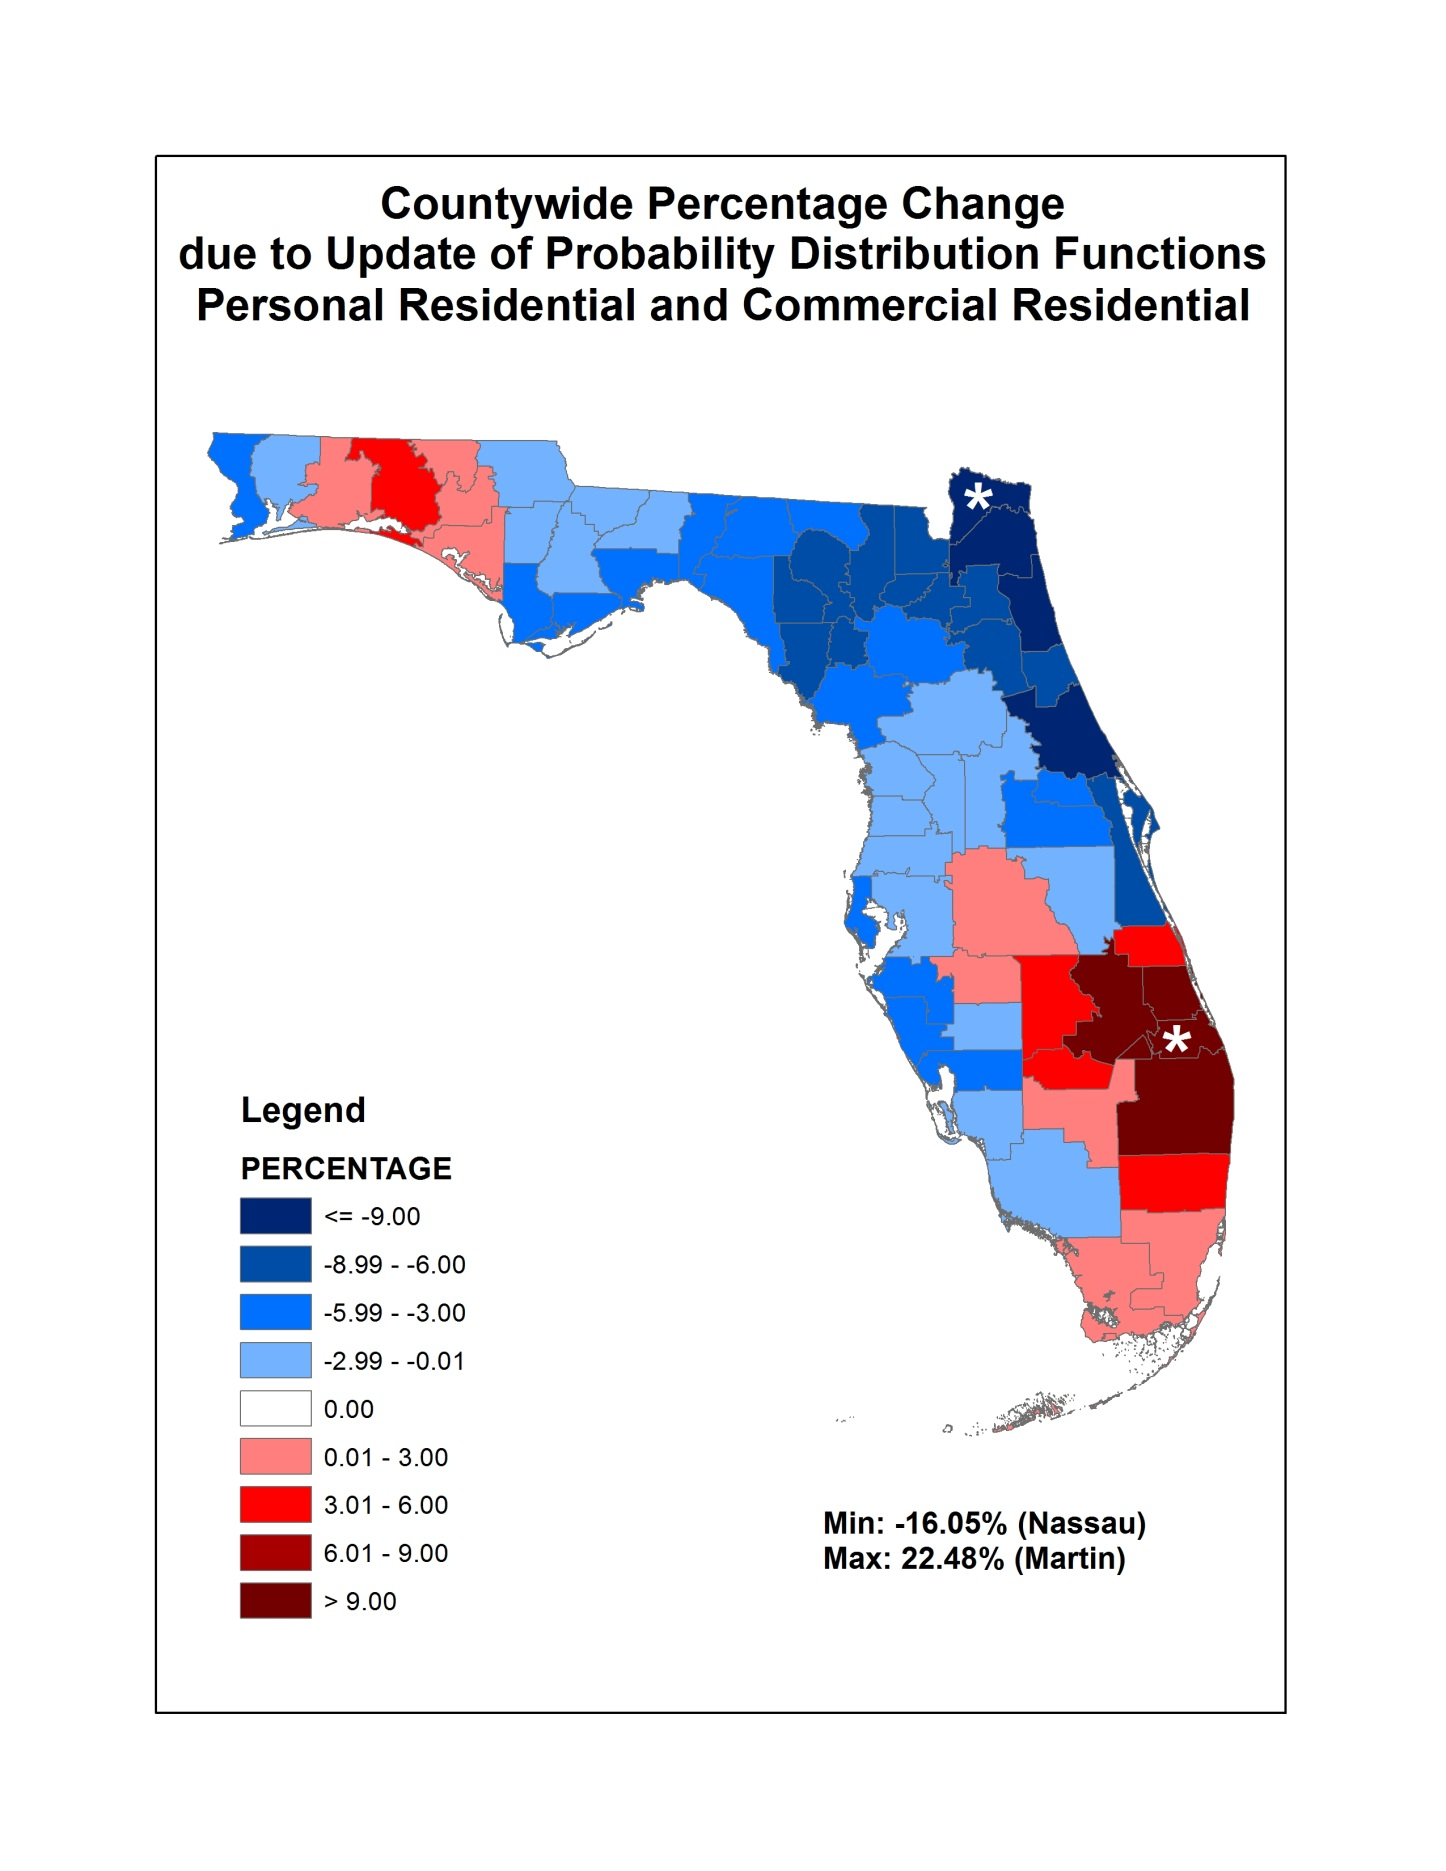 Countywide Percentage Change
due to Update of Probability Distribution Functions
Personal Residential and Commercial Residential
*
*
Legend
PERCENTAGE
<= -9.00
-8.99 - -6.00
-5.99 - -3.00
-2.99 - -0.01
0.00
0.01 - 3.00
3.01 - 6.00
6.01 - 9.00
> 9.00
Min: -16.05% (Nassau)
Max: 22.48% (Martin)